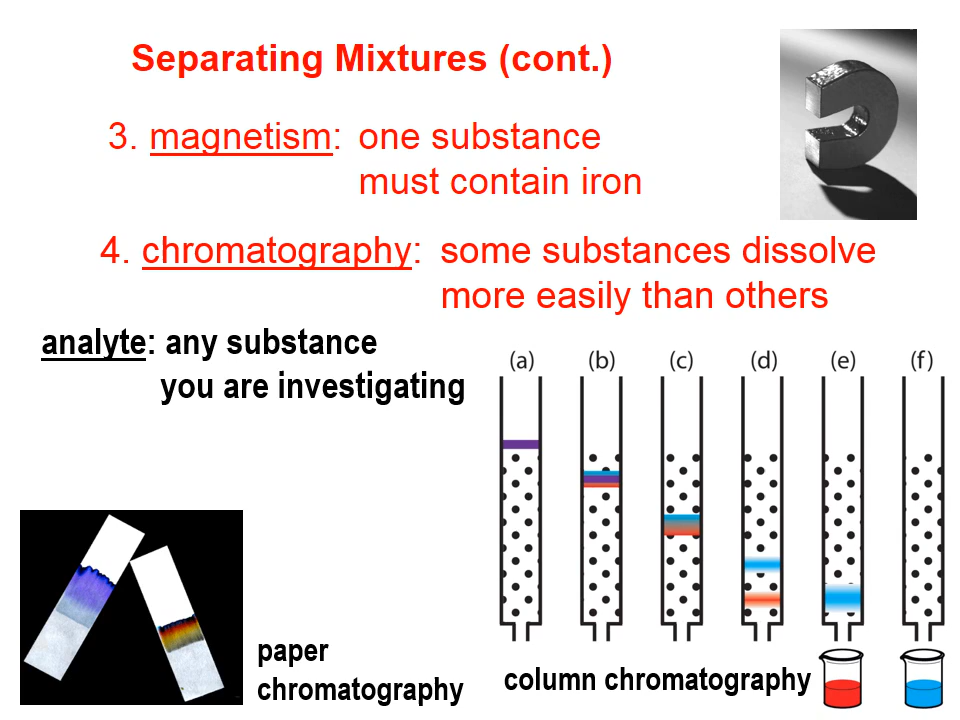 Separating Mixtures (cont.)
3. magnetism: one substance
must contain iron
4. chromatography: some substances dissolve
more easily than others
analyte: any substance
you are investigating
(a) (b) (c) (d) (e) (f)
paper
chromatography
column chromatography